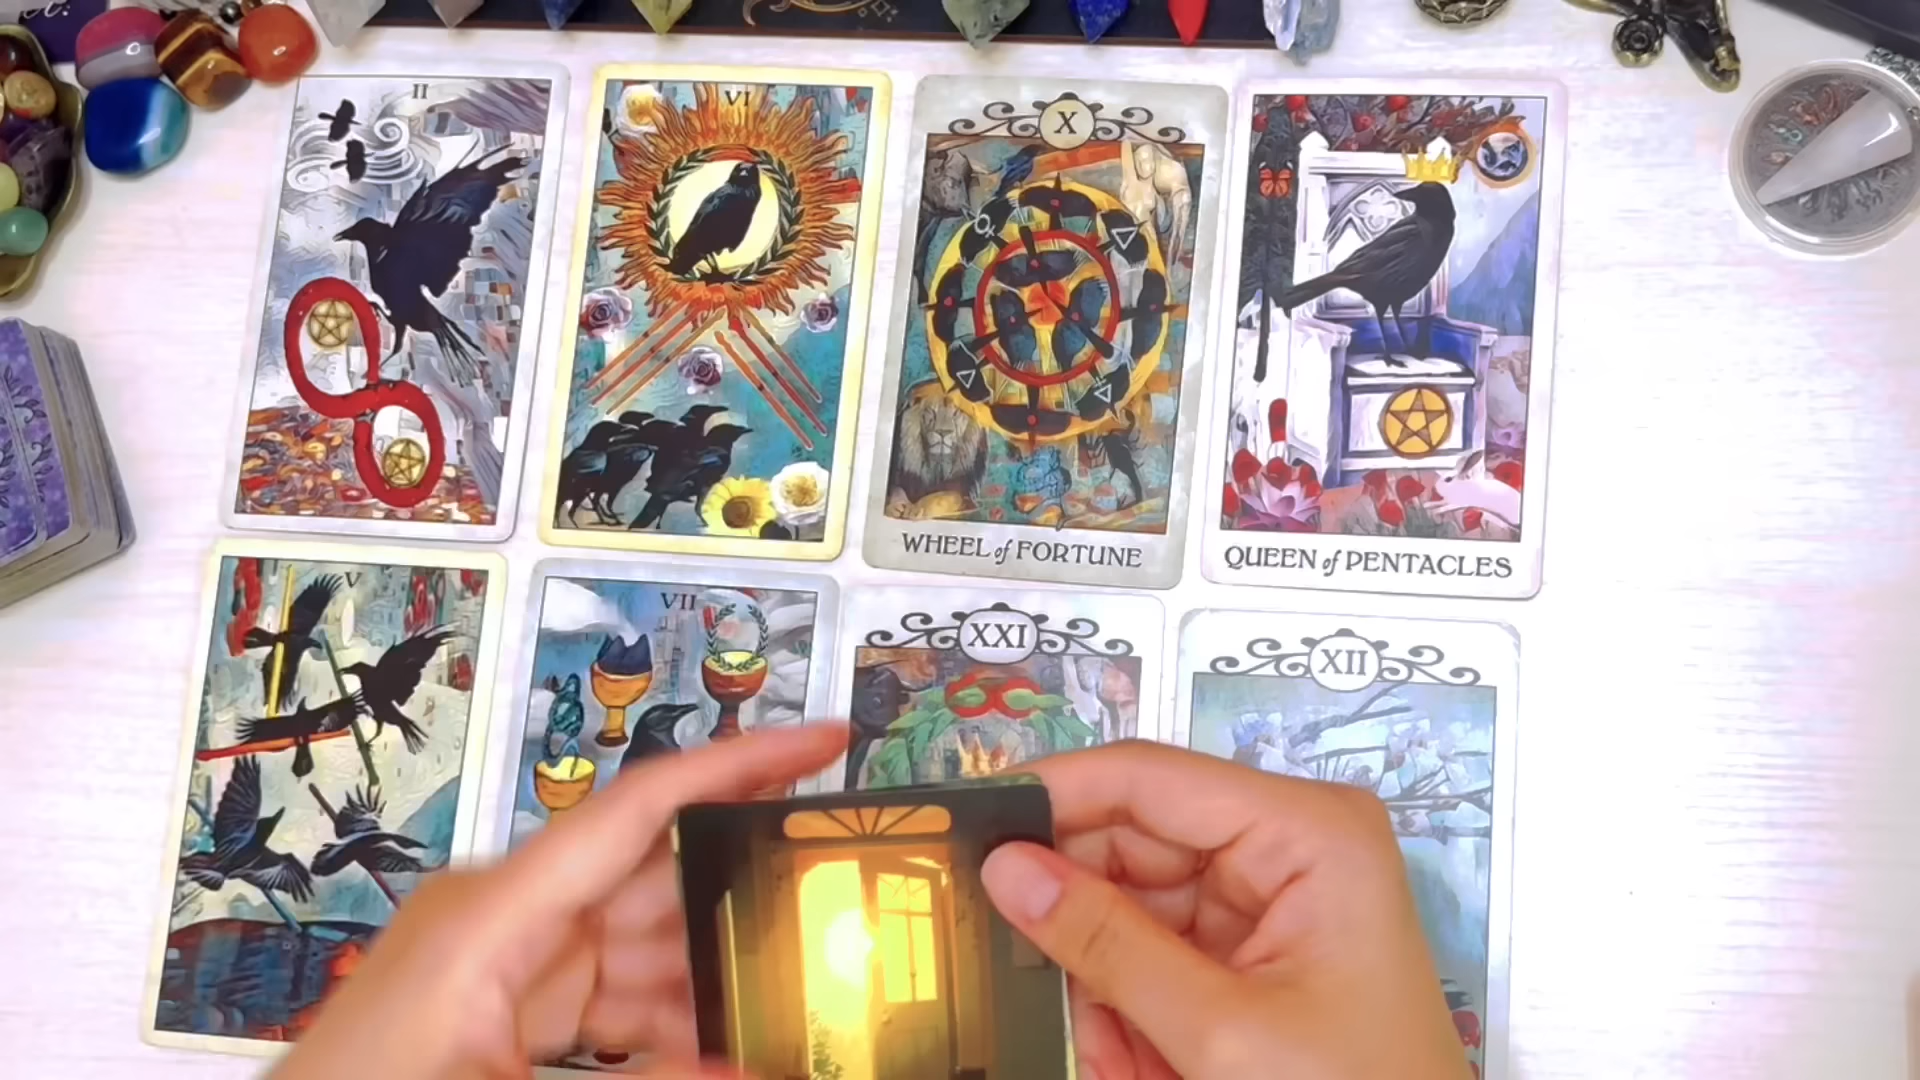 II
VI
X
WHEEL of FORTUNE
QUEEN of PENTACLES
V
VII
XXI
XII